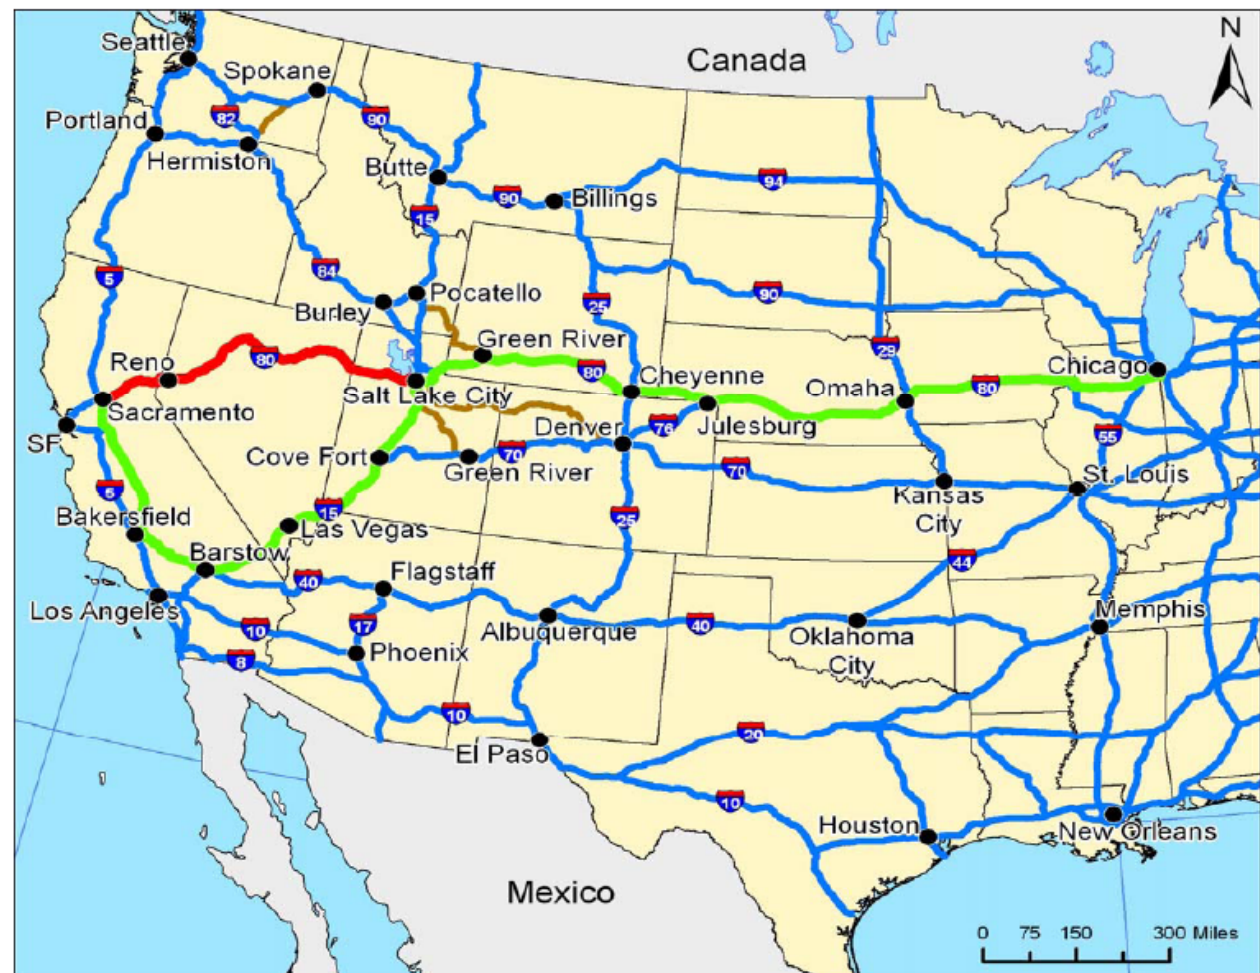 Seattle
Canada
N
Spokane
82
90
Portland
Hermiston
Butte
90
Billings
94
15
5
84
Pocatello
Burley
25
90
Green River
Reno
80
80
29
Chicago
Cheyenne
Omaha
80
Salt Lake City
Sacramento
Julesburg
SF
Denver
76
55
Cove Fort
70
Green River
70
St. Louis
5
Kansas
City
15
Bakersfield
Las Vegas
25
Barstow
44
Flagstaff
40
Los Angeles
10
17
Albuquerque
40
Oklahoma
City
Memphis
8
Phoenix
10
El Paso
20
10
Houston
New Orleans
Mexico
0 75 150 300 Miles